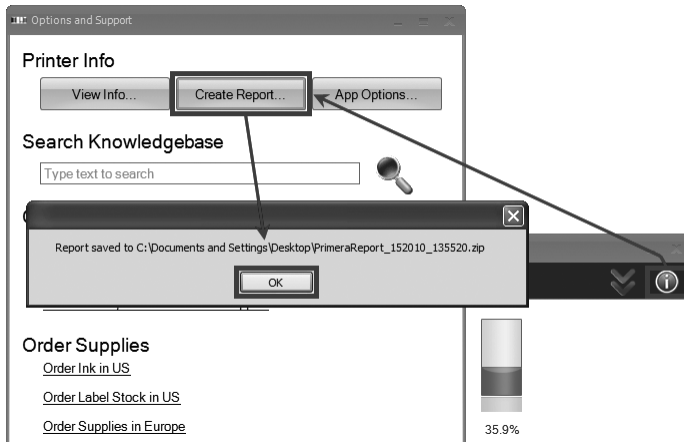 Options and Support
Printer Info
View Info... Create Report... App Options...
Search Knowledgebase
Type text to search
Report saved to C:\Documents and Settings\Desktop\PrimeraReport_152010_135520.zip
OK
Order Supplies
Order Ink in US
Order Label Stock in US
Order Supplies in Europe
35.9%